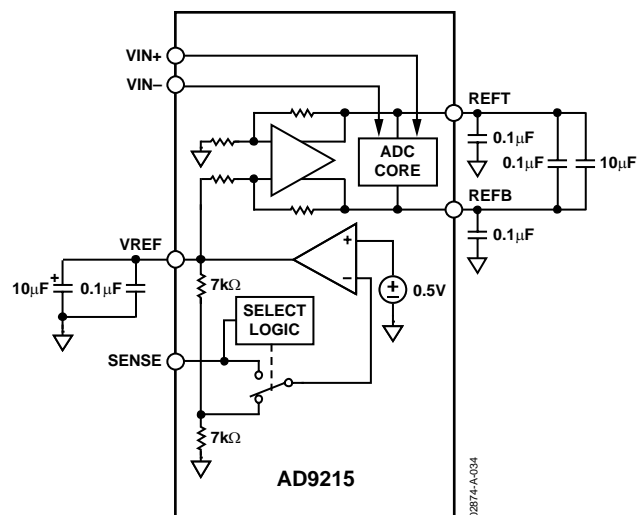 VIN+
VIN–
REFT
0.1μF
ADC
CORE
0.1μF
10μF
REFB
0.1μF
VREF
10μF
+
0.1μF
7kΩ
+
–
0.5V
SELECT
LOGIC
SENSE
7kΩ
AD9215
02874-A-034